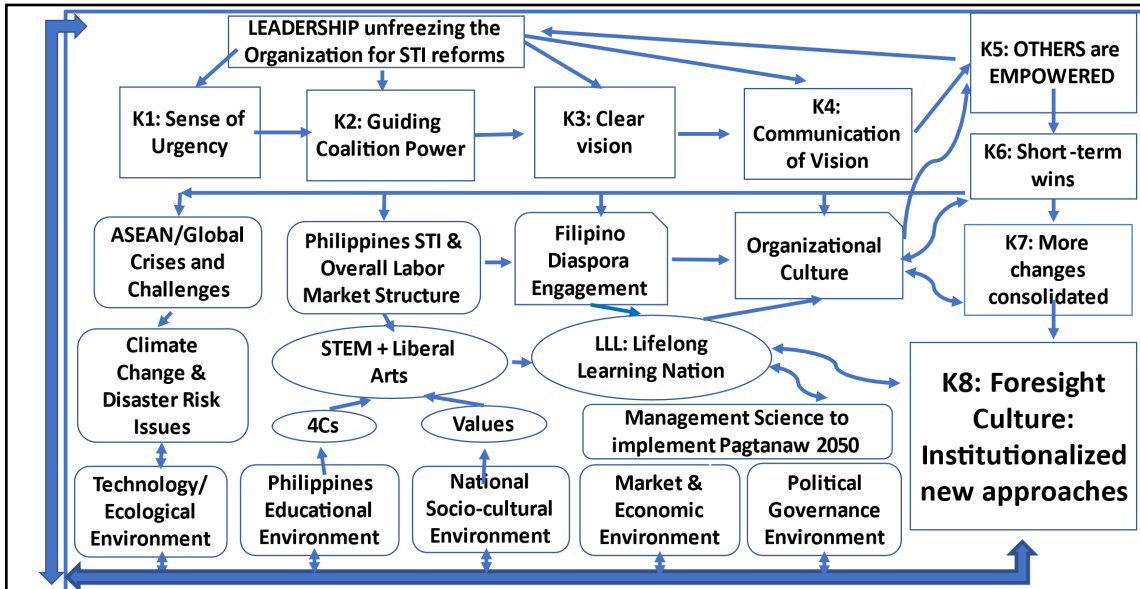 LEADERSHIP unfreezing the
Organization for STI reforms
K5: OTHERS are
EMPOWERED
K1: Sense of
Urgency
K2: Guiding
Coalition Power
K3: Clear
vision
K4:
Communication
of Vision
K6: Short-term
wins
ASEAN/Global
Crises and
Challenges
Philippines STI &
Overall Labor
Market Structure
Filipino
Diaspora
Engagement
Organizational
Culture
K7: More
changes
consolidated
Climate
Change &
Disaster Risk
Issues
STEM + Liberal
Arts
LLL: Lifelong
Learning Nation
K8: Foresight
Culture:
Institutionalized
new approaches
4Cs
Values
Management Science to
implement Pagtanaw 2050
Technology/
Ecological
Environment
Philippines
Educational
Environment
National
Socio-cultural
Environment
Market &
Economic
Environment
Political
Governance
Environment